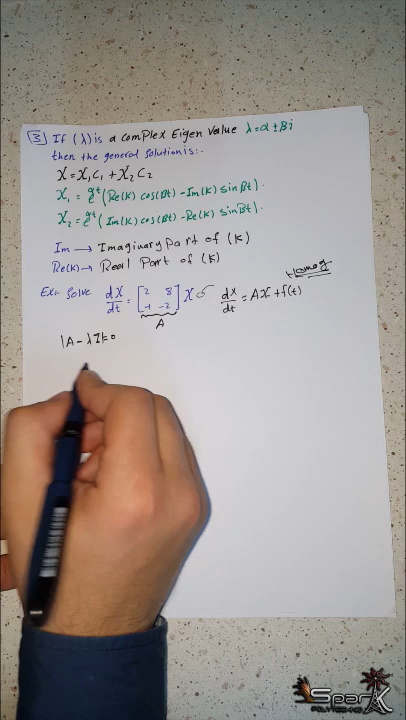 3 If (λ) is a complex Eigen Value λ=α±βi
then the general solution is:-
X=X₁C₁+X₂C₂
X₁=e^αt(Re(K)cos(βt)-Im(K)sinβt).
X₂=e^αt(Im(K)cos(βt)-Re(K)sinβt).
Im → Imaginary Part of (K)
Re(K)→ Real Part of (K)
Homog
Ex:- Solve dX/dt = [2 8 -1 -2] X dX/dt = AX+f(t)
A
|A-λI|=0
SparK
POLYTECHNIC